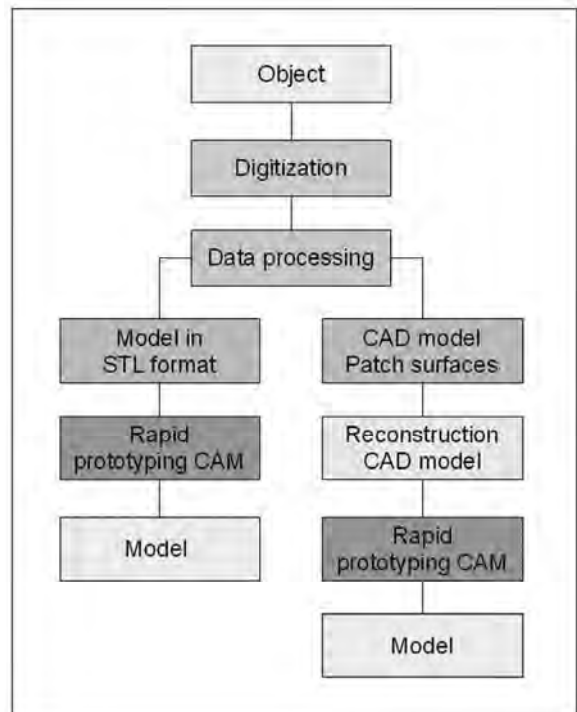 Object
Digitization
Data processing
Model in
STL format
Rapid
prototyping CAM
Model
CAD model
Patch surfaces
Reconstruction
CAD model
Rapid
prototyping CAM
Model